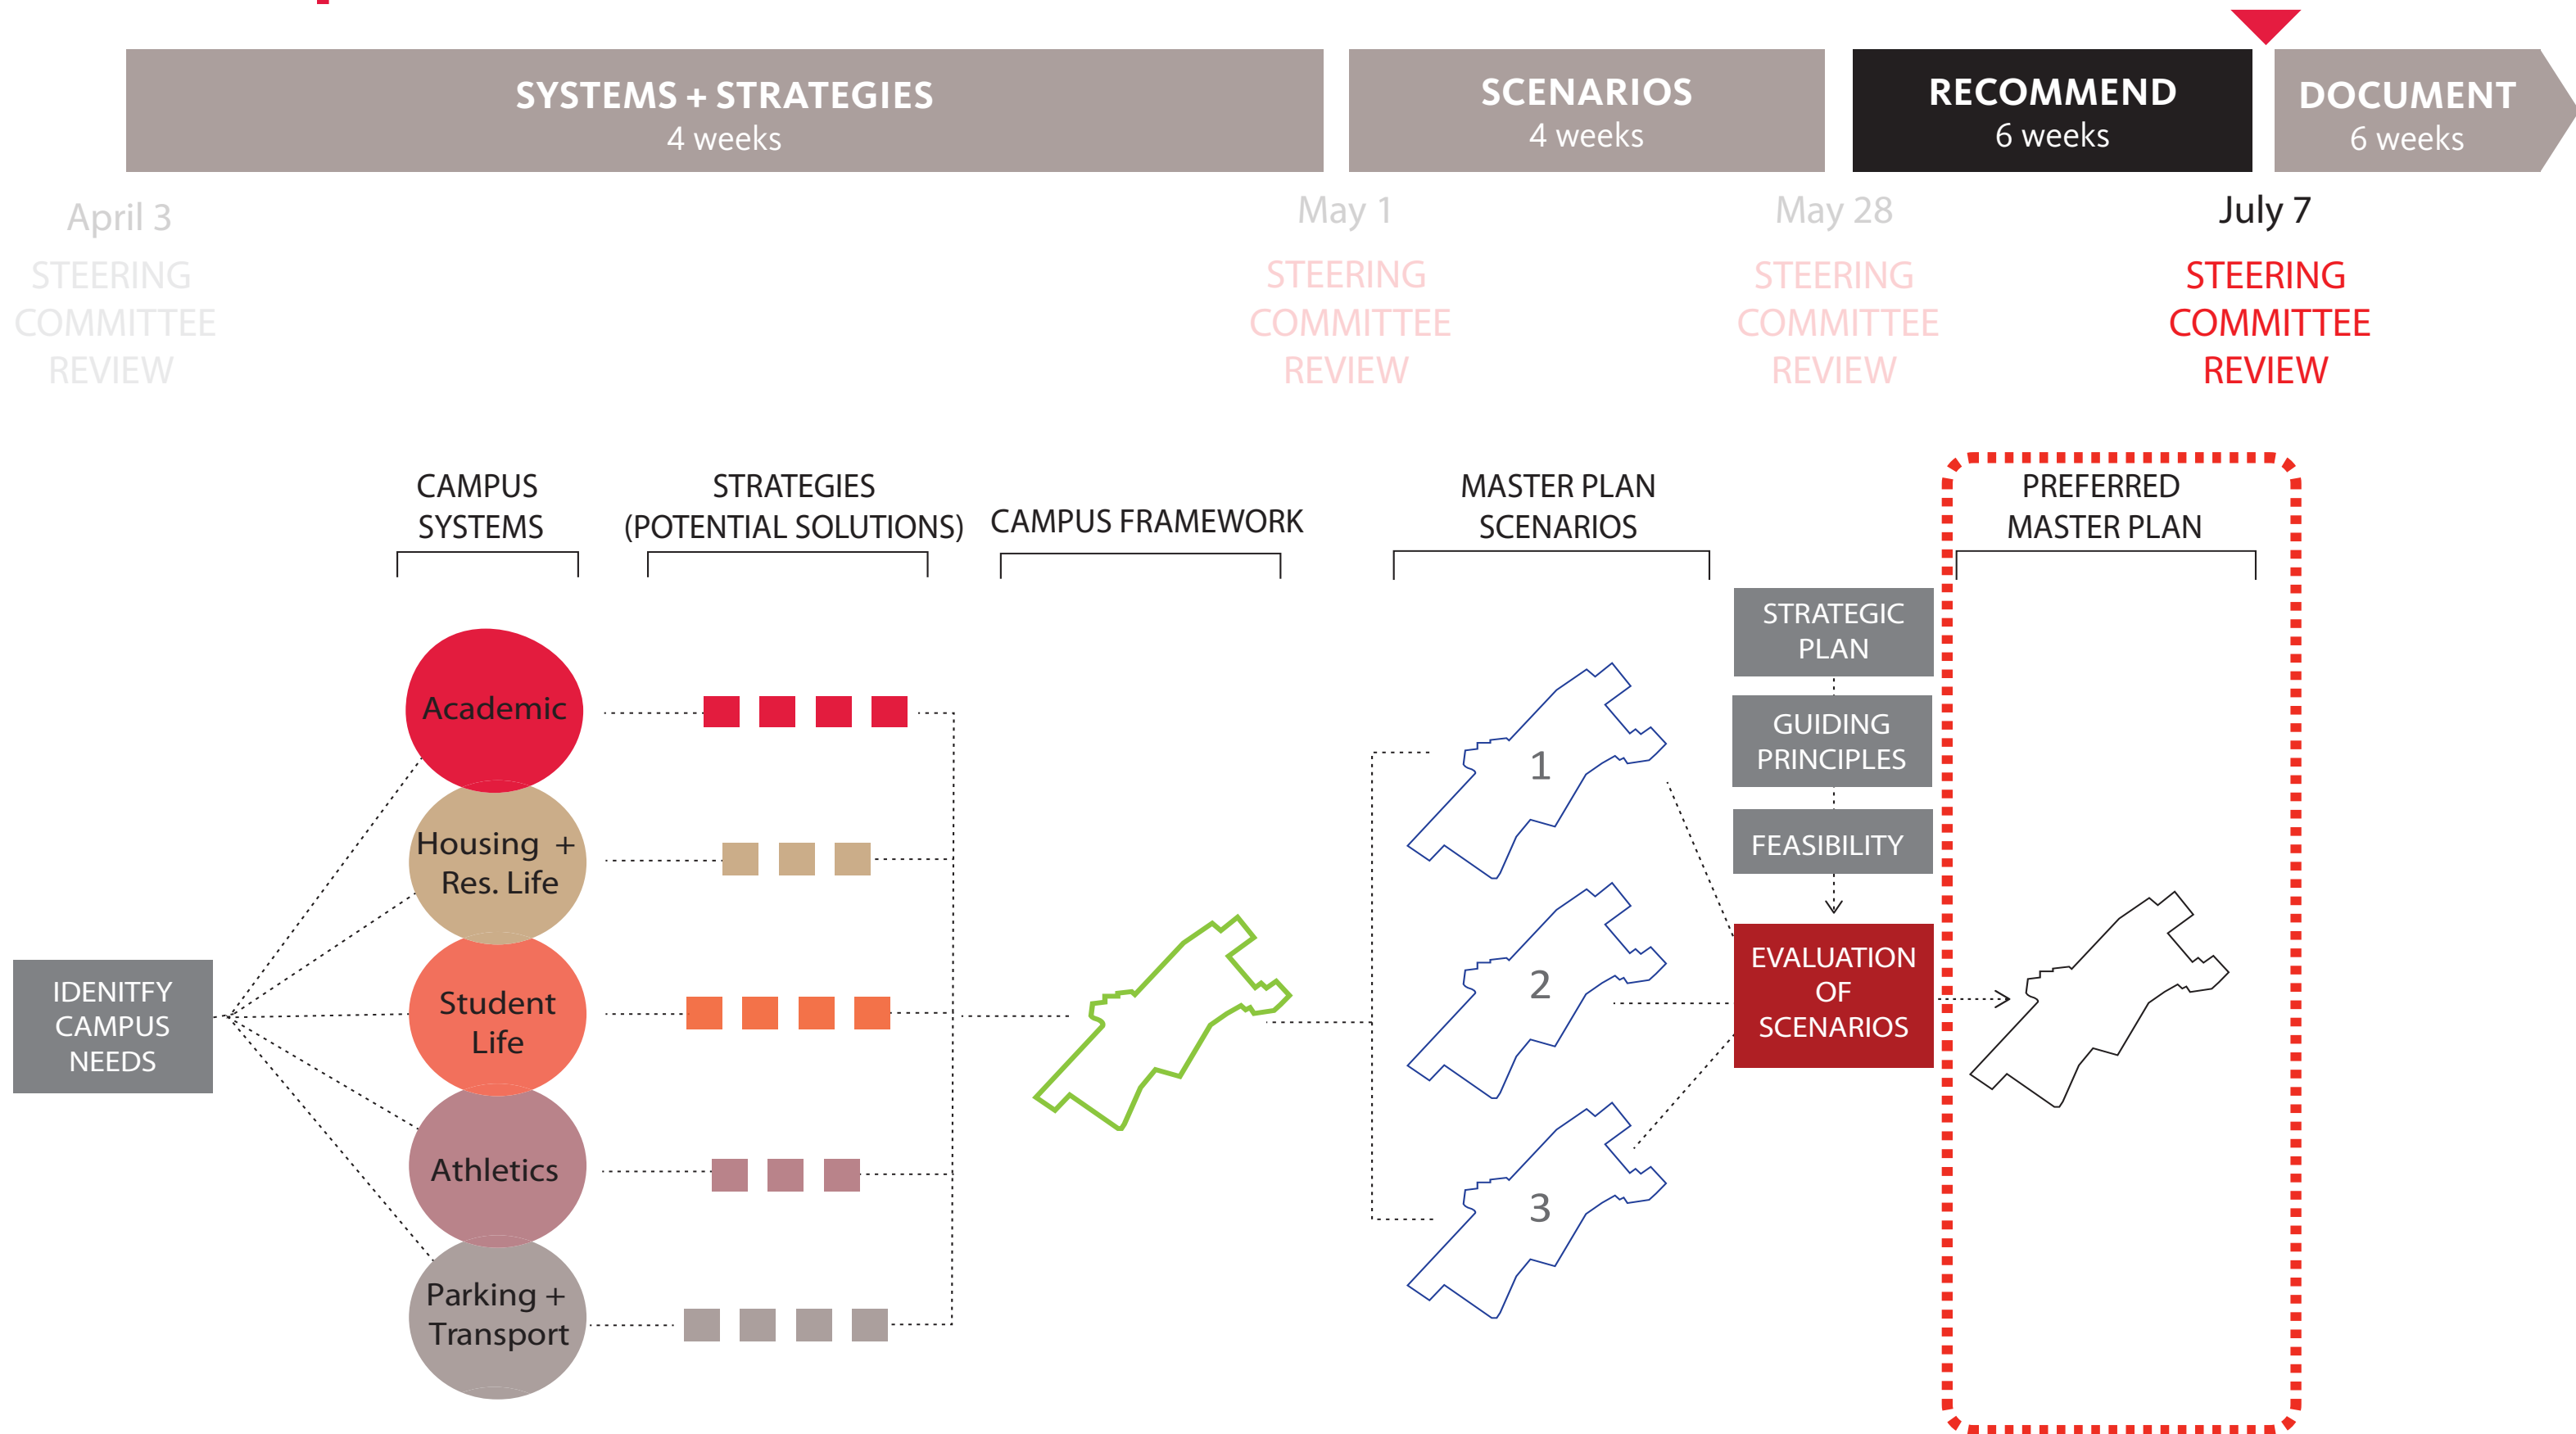 SYSTEMS + STRATEGIES
4 weeks
SCENARIOS
4 weeks
RECOMMEND
6 weeks
DOCUMENT
6 weeks
April 3
STEERING
COMMITTEE
REVIEW
May 1
STEERING
COMMITTEE
REVIEW
May 28
STEERING
COMMITTEE
REVIEW
July 7
STEERING
COMMITTEE
REVIEW
CAMPUS
SYSTEMS
STRATEGIES
(POTENTIAL SOLUTIONS)
CAMPUS FRAMEWORK
MASTER PLAN
SCENARIOS
PREFERRED
MASTER PLAN
IDENITFY
CAMPUS
NEEDS
Academic
Housing +
Res. Life
Student
Life
Athletics
Parking +
Transport
1
2
3
STRATEGIC
PLAN
GUIDING
PRINCIPLES
FEASIBILITY
EVALUATION
OF
SCENARIOS